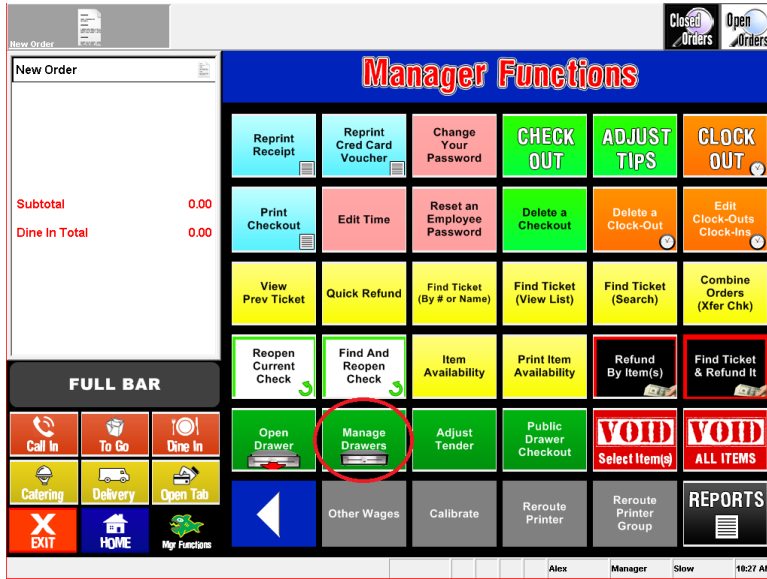 New Order
Closed
Orders
Open
Orders
New Order
Manager Functions
Subtotal 0.00
Dine In Total 0.00
Reprint
Receipt
Reprint
Cred Card
Voucher
Change
Your
Password
CHECK
OUT
ADJUST
TIPS
CLOCK
OUT
Print
Checkout
Edit Time
Reset an
Employee
Password
Delete a
Checkout
Delete a
Clock-Out
Edit
Clock-Outs
Clock-Ins
View
Prev Ticket
Quick Refund
Find Ticket
(By # or Name)
Find Ticket
(View List)
Find Ticket
(Search)
Combine
Orders
(Xfer Chk)
Reopen
Current
Check
Find And
Reopen
Check
Item
Availability
Print Item
Availability
Refund
By Item(s)
Find Ticket
& Refund It
FULL BAR
Open
Drawer
Manage
Drawers
Adjust
Tender
Public
Drawer
Checkout
VOID
Select Item(s)
VOID
ALL ITEMS
Call In
To Go
Dine In
Catering
Delivery
Open Tab
EXIT
HOME
Mgr Functions
Other Wages
Calibrate
Reroute
Printer
Reroute
Printer
Group
REPORTS
Alex Manager Slow 10:27 A